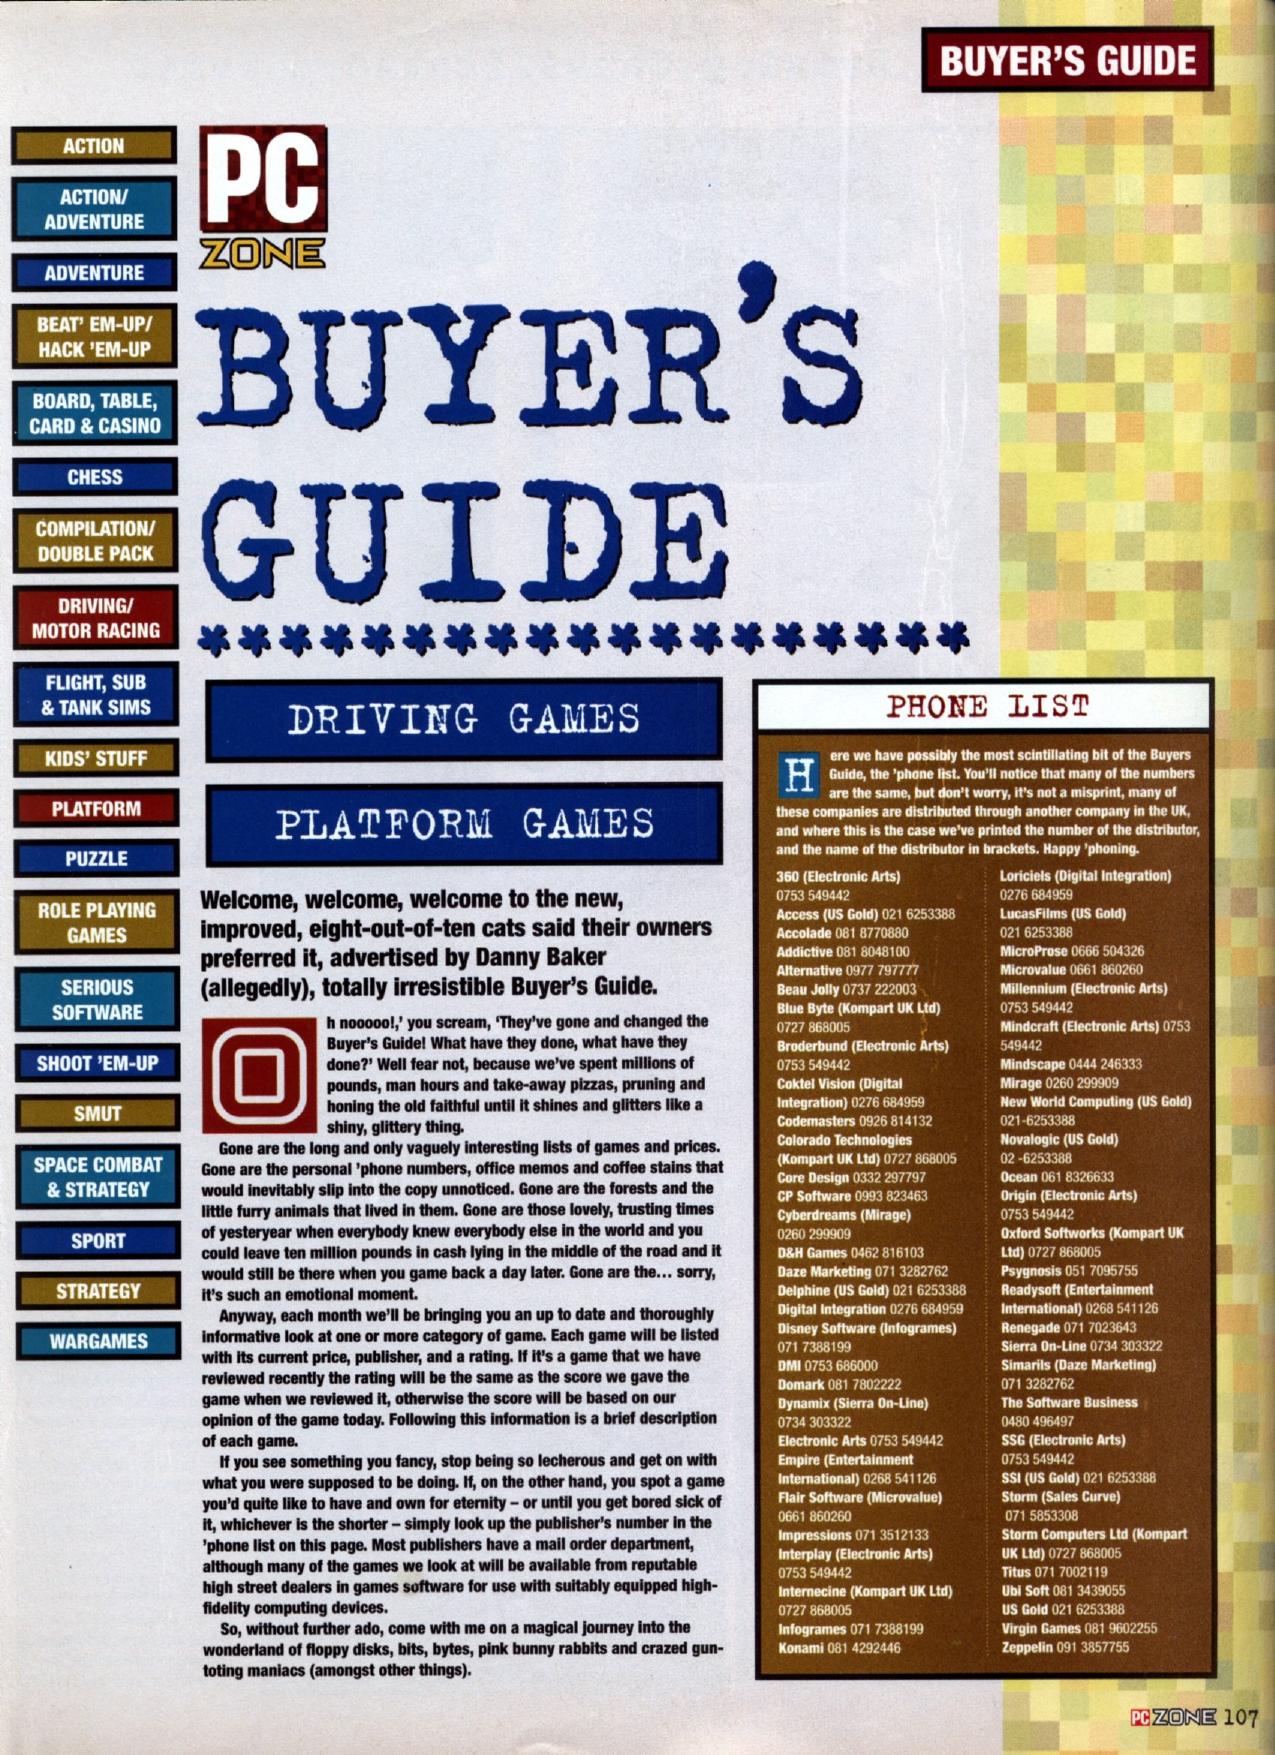 BUYER'S GUIDE
ACTION
ACTION/
ADVENTURE
ADVENTURE
BEAT' EM-UP/
HACK 'EM-UP
BOARD, TABLE,
CARD & CASINO
CHESS
COMPILATION/
DOUBLE PACK
DRIVING/
MOTOR RACING
FLIGHT, SUB
& TANK SIMS
KIDS' STUFF
PLATFORM
PUZZLE
ROLE PLAYING
GAMES
SERIOUS
SOFTWARE
SHOOT 'EM-UP
SMUT
SPACE COMBAT
& STRATEGY
SPORT
STRATEGY
WARGAMES
PC
ZONE
BUYER'S
GUIDE
DRIVING GAMES
PLATFORM GAMES
Welcome, welcome, welcome to the new,
improved, eight-out-of-ten cats said their owners
preferred it, advertised by Danny Baker
(allegedly), totally irresistible Buyer's Guide.
Oh nooooo!,' you scream, 'They've gone and changed the
Buyer's Guide! What have they done, what have they
done?' Well fear not, because we've spent millions of
pounds, man hours and take-away pizzas, pruning and
honing the old faithful until it shines and glitters like a
shiny, glittery thing.
Gone are the long and only vaguely interesting lists of games and prices.
Gone are the personal 'phone numbers, office memos and coffee stains that
would inevitably slip into the copy unnoticed. Gone are the forests and the
little furry animals that lived in them. Gone are those lovely, trusting times
of yesteryear when everybody knew everybody else in the world and you
could leave ten million pounds in cash lying in the middle of the road and it
would still be there when you game back a day later. Gone are the... sorry,
it's such an emotional moment.
Anyway, each month we'll be bringing you an up to date and thoroughly
informative look at one or more category of game. Each game will be listed
with its current price, publisher, and a rating. If it's a game that we have
reviewed recently the rating will be the same as the score we gave the
game when we reviewed it, otherwise the score will be based on our
opinion of the game today. Following this information is a brief description
of each game.
If you see something you fancy, stop being so lecherous and get on with
what you were supposed to be doing. If, on the other hand, you spot a game
you'd quite like to have and own for eternity – or until you get bored sick of
it, whichever is the shorter – simply look up the publisher's number in the
'phone list on this page. Most publishers have a mail order department,
although many of the games we look at will be available from reputable
high street dealers in games software for use with suitably equipped high-
fidelity computing devices.
So, without further ado, come with me on a magical journey into the
wonderland of floppy disks, bits, bytes, pink bunny rabbits and crazed gun-
toting maniacs (amongst other things).
PHONE LIST
Here we have possibly the most scintillating bit of the Buyers
Guide, the 'phone list. You'll notice that many of the numbers
are the same, but don't worry, it's not a misprint, many of
these companies are distributed through another company in the UK,
and where this is the case we've printed the number of the distributor,
and the name of the distributor in brackets. Happy 'phoning.
360 (Electronic Arts)
0753 549442
Access (US Gold) 021 6253388
Accolade 081 8770880
Addictive 081 8048100
Alternative 0977 797777
Beau Jolly 0737 222003
Blue Byte (Kompart UK Ltd)
0727 868005
Broderbund (Electronic Arts)
0753 549442
Coktel Vision (Digital
Integration) 0276 684959
Codemasters 0926 814132
Colorado Technologies
(Kompart UK Ltd) 0727 868005
Core Design 0332 297797
CP Software 0993 823463
Cyberdreams (Mirage)
0260 299909
D&H Games 0462 816103
Daze Marketing 071 3282762
Delphine (US Gold) 021 6253388
Digital Integration 0276 684959
Disney Software (Infogrames)
071 7388199
DMI 0753 686000
Domark 081 7802222
Dynamix (Sierra On-Line)
0734 303322
Electronic Arts 0753 549442
Empire (Entertainment
International) 0268 541126
Flair Software (Microvalue)
0661 860260
Impressions 071 3512133
Interplay (Electronic Arts)
0753 549442
Internecine (Kompart UK Ltd)
0727 868005
Infogrames 071 7388199
Konami 081 4292446
Loriciels (Digital Integration)
0276 684959
LucasFilms (US Gold)
021 6253388
MicroProse 0666 504326
Microvalue 0661 860260
Millennium (Electronic Arts)
0753 549442
Mindcraft (Electronic Arts) 0753
549442
Mindscape 0444 246333
Mirage 0260 299909
New World Computing (US Gold)
021-6253388
Novalogic (US Gold)
02 -6253388
Ocean 061 8326633
Origin (Electronic Arts)
0753 549442
Oxford Softworks (Kompart UK
Ltd) 0727 868005
Psygnosis 051 7095755
Readysoft (Entertainment
International) 0268 541126
Renegade 071 7023643
Sierra On-Line 0734 303322
Simarils (Daze Marketing)
071 3282762
The Software Business
0480 496497
SSG (Electronic Arts)
0753 549442
SSI (US Gold) 021 6253388
Storm (Sales Curve)
071 5853308
Storm Computers Ltd (Kompart
UK Ltd) 0727 868005
Titus 071 7002119
Ubi Soft 081 3439055
US Gold 021 6253388
Virgin Games 081 9602255
Zeppelin 091 3857755
PC ZONE 107